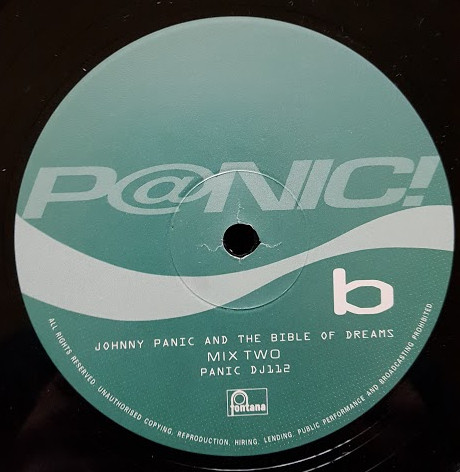 P@NIC!
b
JOHNNY PANIC AND THE BIBLE OF DREAMS
MIX TWO
PANIC DJ112
fontana
ALL RIGHTS RESERVED. UNAUTHORISED COPYING, REPRODUCTION, HIRING, LENDING, PUBLIC PERFORMANCE AND BROADCASTING PROHIBITED.